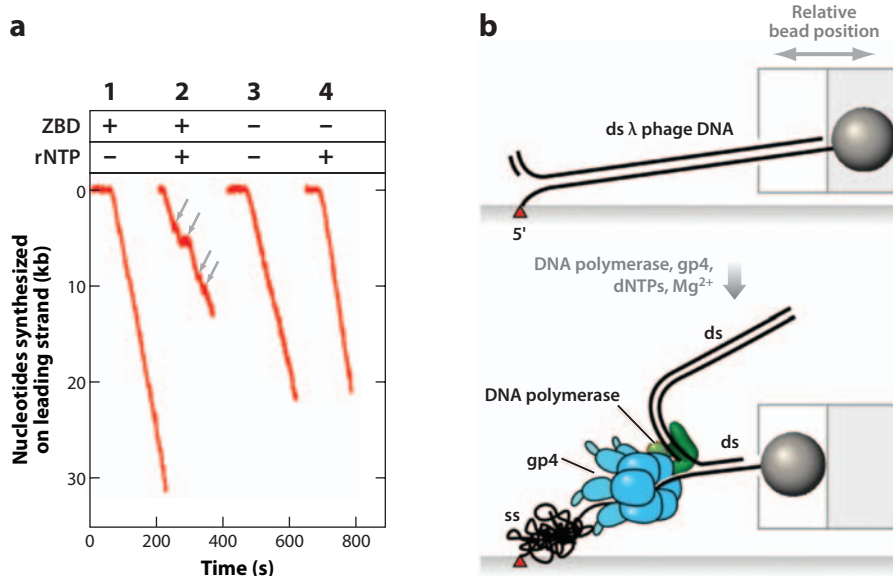 a
1 2 3 4
ZBD + + – –
rNTP – + – +
Nucleotides synthesized
on leading strand (kb)
0
10
20
30
0 200 400 600 800
Time (s)
b
Relative
bead position
ds λ phage DNA
5'
DNA polymerase, gp4,
dNTPs, Mg²⁺
ds
DNA polymerase
ds
gp4
ss